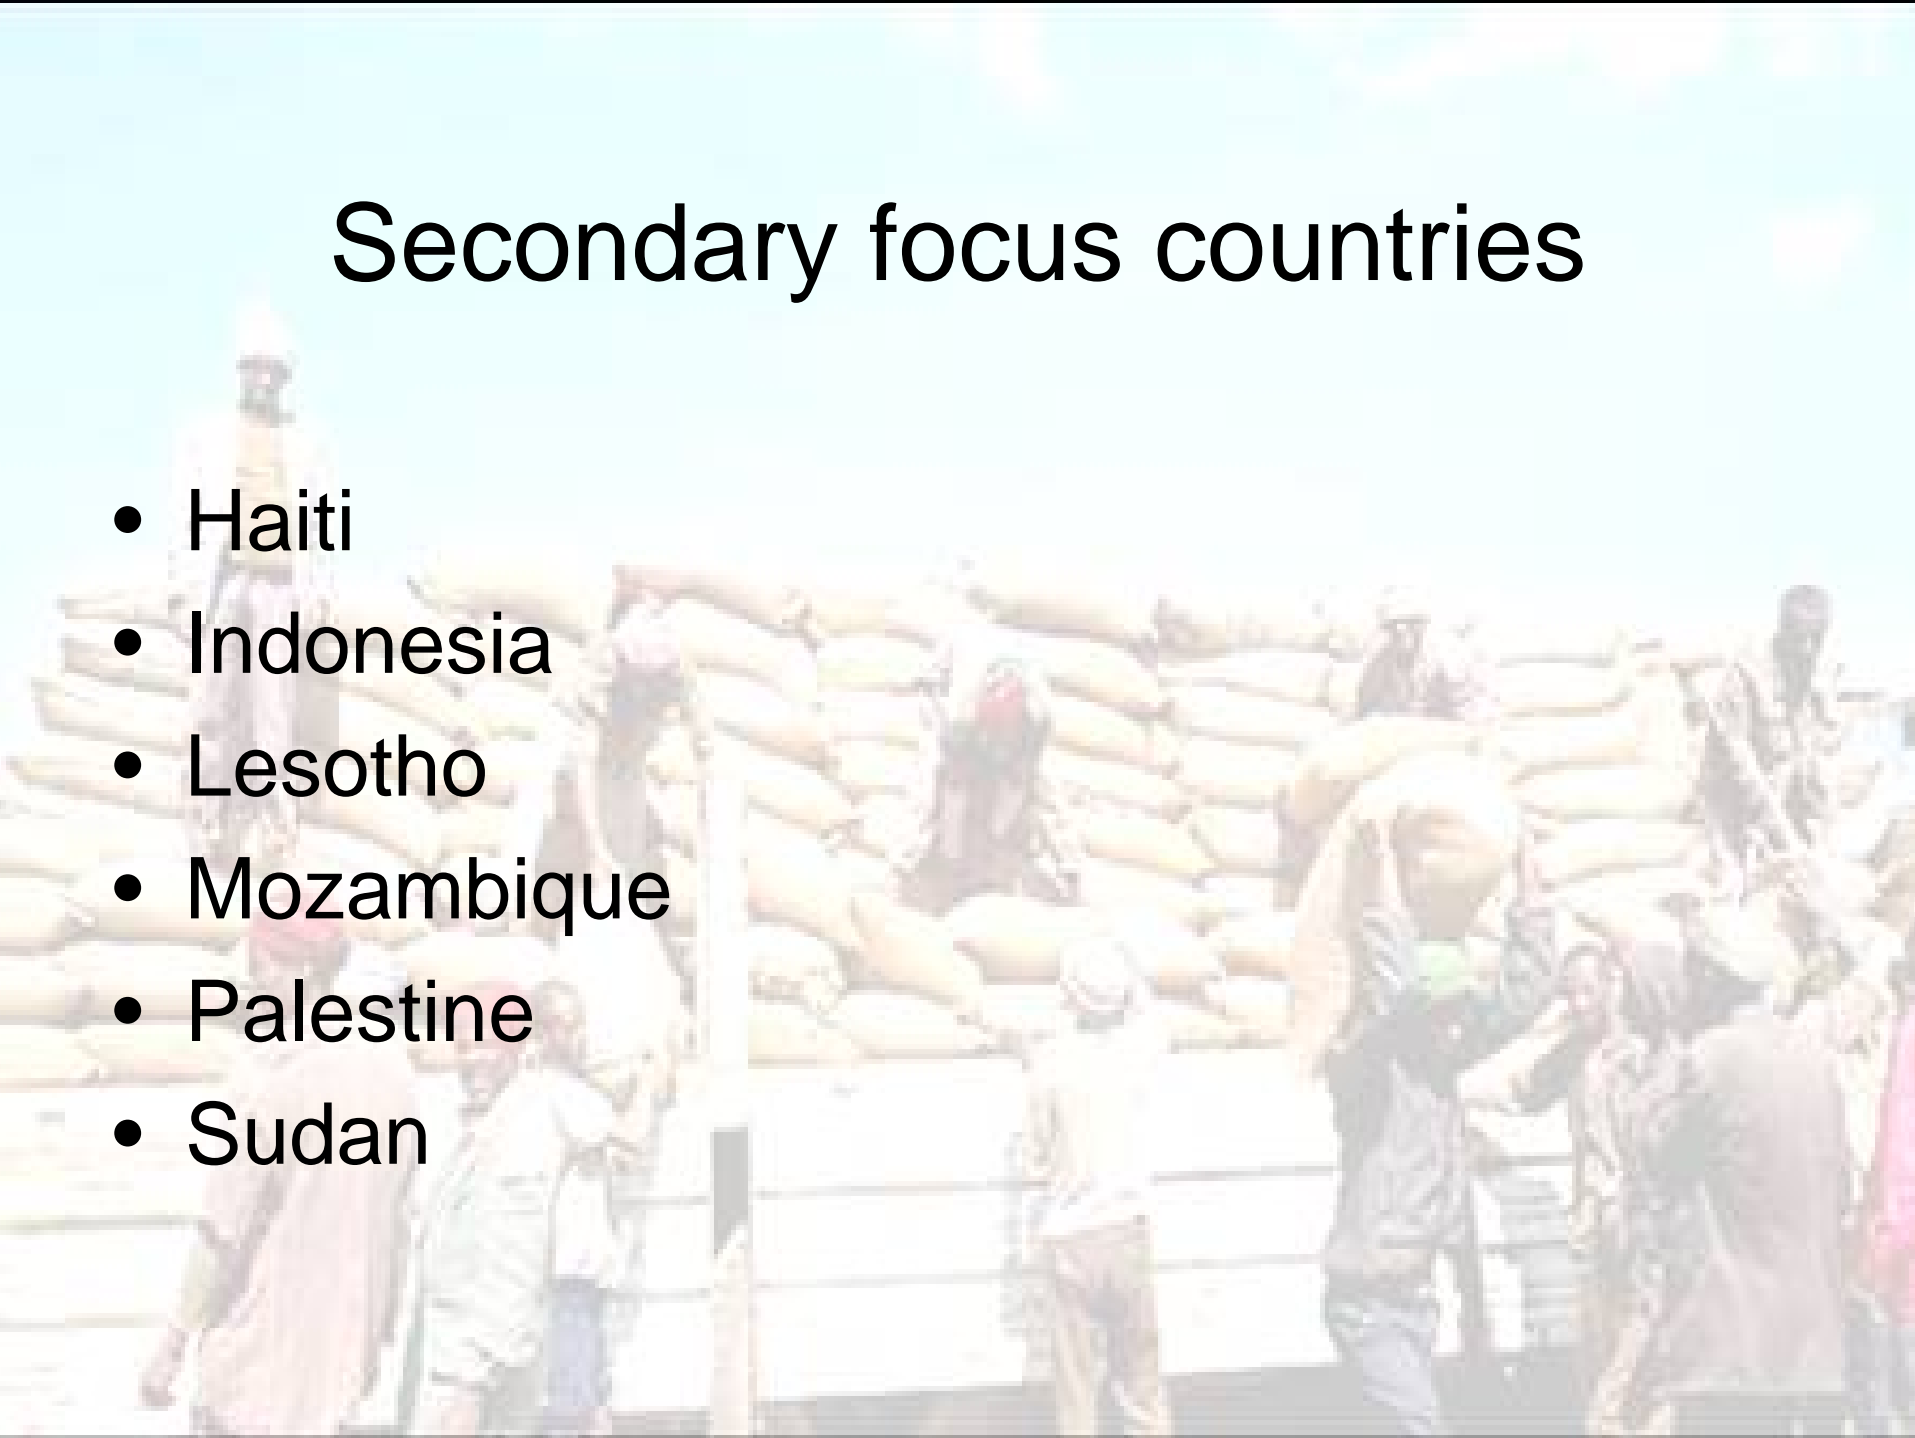 Secondary focus countries
• Haiti
• Indonesia
• Lesotho
• Mozambique
• Palestine
• Sudan